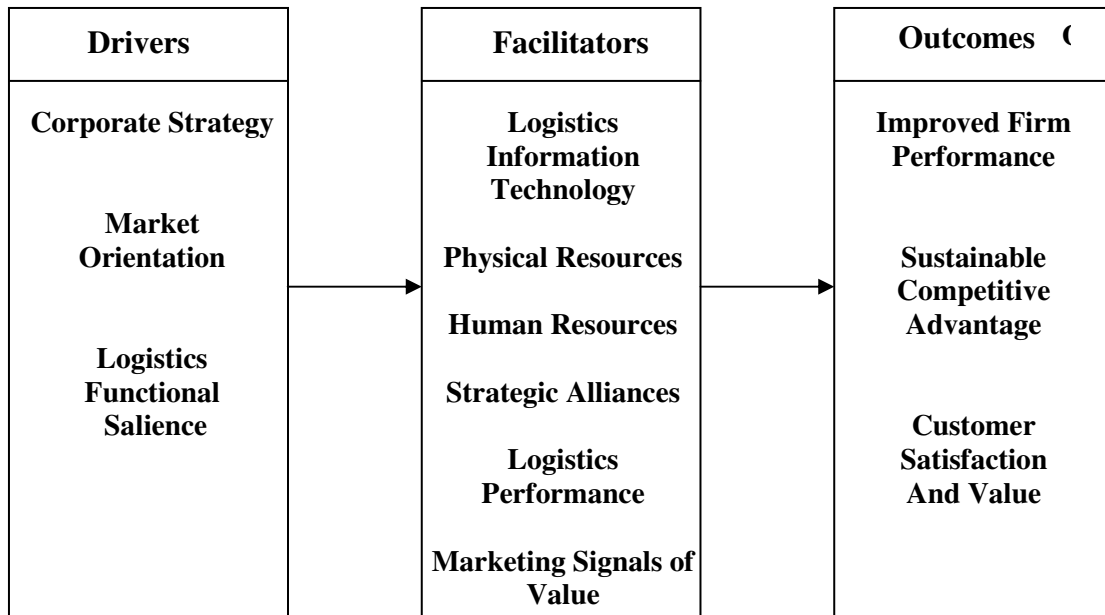 Drivers
Corporate Strategy
Market
Orientation
Logistics
Functional
Salience
Facilitators
Logistics
Information
Technology
Physical Resources
Human Resources
Strategic Alliances
Logistics
Performance
Marketing Signals of
Value
Outcomes
Improved Firm
Performance
Sustainable
Competitive
Advantage
Customer
Satisfaction
And Value